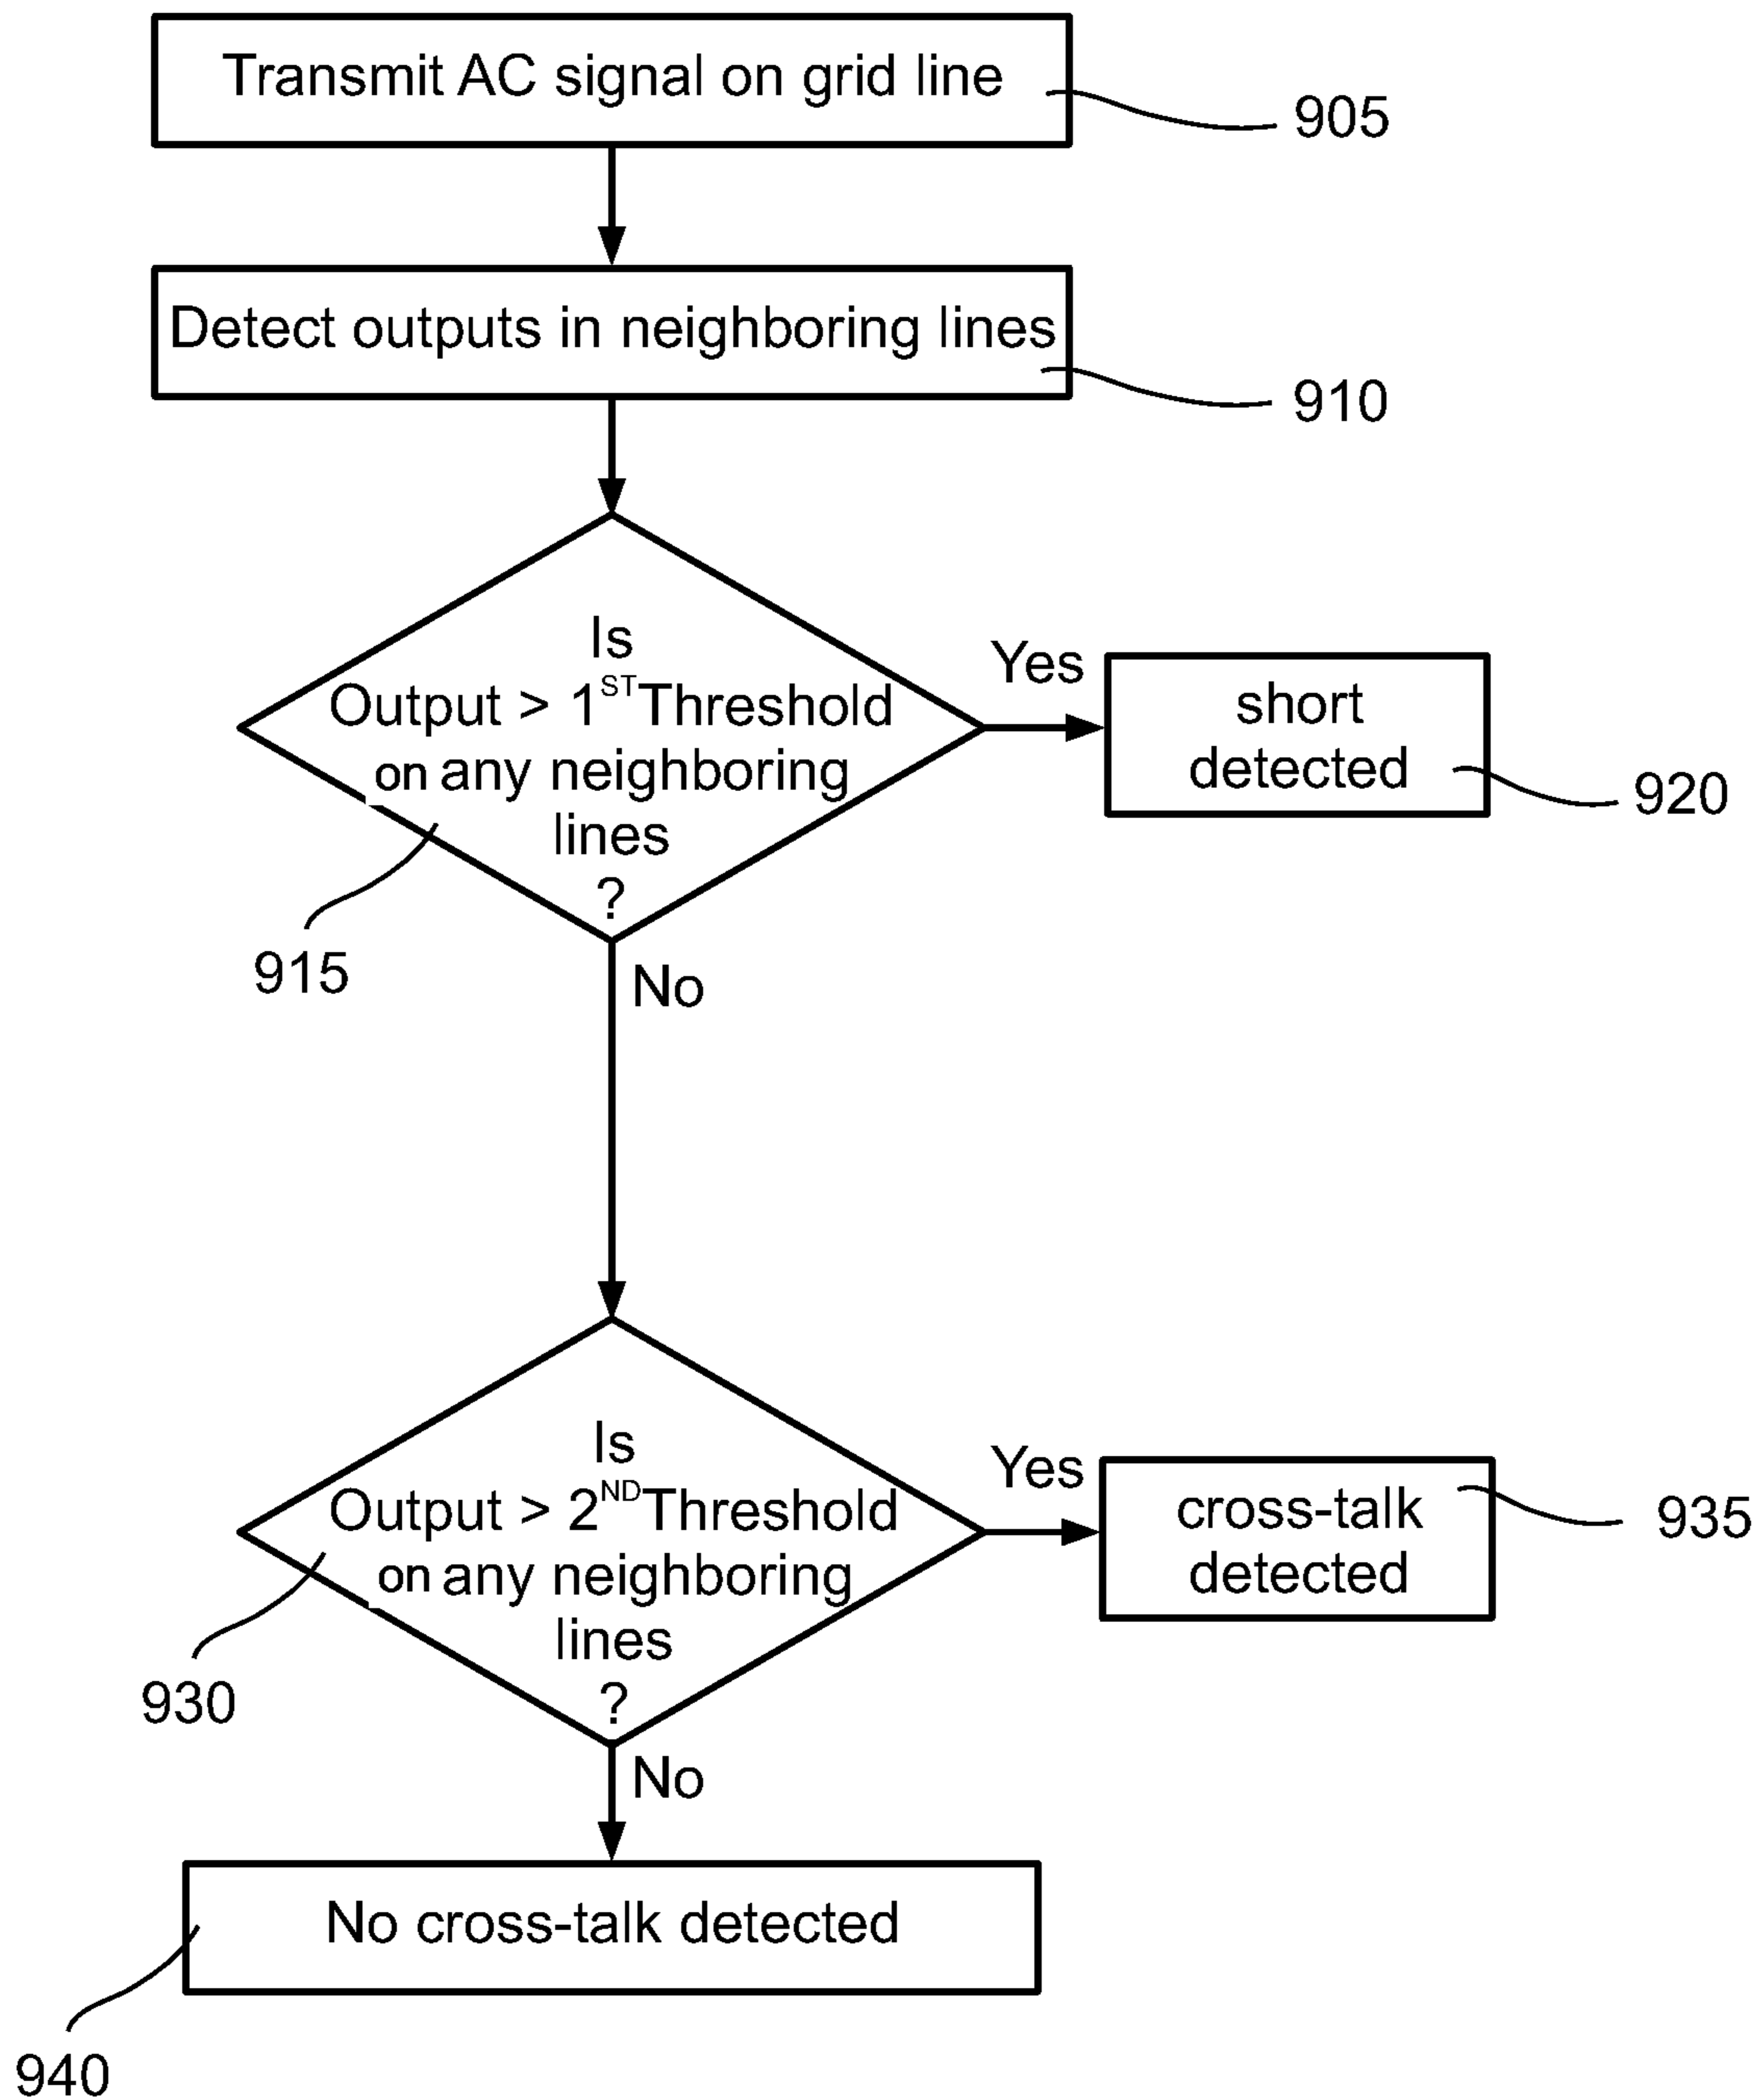 Transmit AC signal on grid line
905
Detect outputs in neighboring lines
910
Is
Output > 1ST Threshold
on any neighboring
lines
?
Yes
short
detected
920
915
No
Is
Output > 2ND Threshold
on any neighboring
lines
?
Yes
cross-talk
detected
935
930
No
No cross-talk detected
940